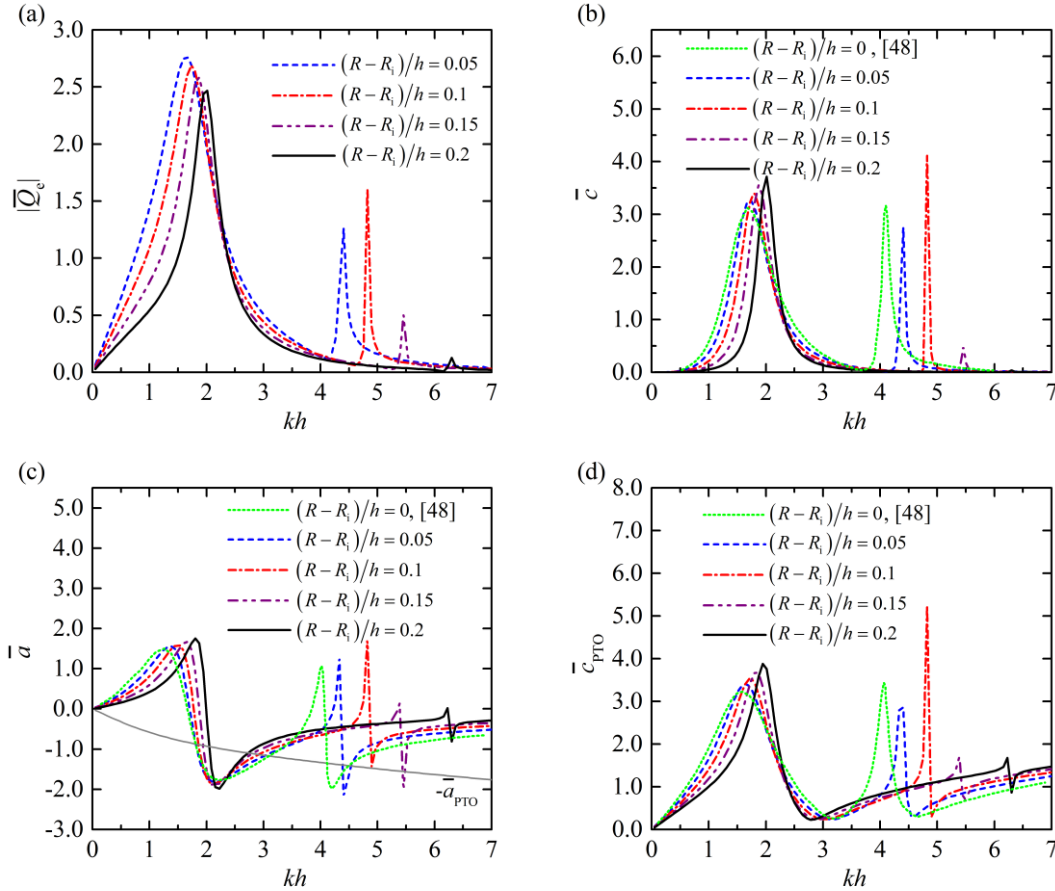 (a)
3.0
2.5
2.0
1.5
1.0
0.5
0.0
|Q̅e|
(R−Ri)/h = 0.05
(R−Ri)/h = 0.1
(R−Ri)/h = 0.15
(R−Ri)/h = 0.2
0 1 2 3 4 5 6 7
kh
(b)
6.0
5.0
4.0
3.0
2.0
1.0
0.0
c̅
(R−Ri)/h = 0 , [48]
(R−Ri)/h = 0.05
(R−Ri)/h = 0.1
(R−Ri)/h = 0.15
(R−Ri)/h = 0.2
0 1 2 3 4 5 6 7
kh
(c)
5.0
4.0
3.0
2.0
1.0
0.0
-1.0
-2.0
-3.0
a̅
(R−Ri)/h = 0, [48]
(R−Ri)/h = 0.05
(R−Ri)/h = 0.1
(R−Ri)/h = 0.15
(R−Ri)/h = 0.2
-a̅PTO
0 1 2 3 4 5 6 7
kh
(d)
8.0
7.0
6.0
5.0
4.0
3.0
2.0
1.0
0.0
c̅PTO
(R−Ri)/h = 0, [48]
(R−Ri)/h = 0.05
(R−Ri)/h = 0.1
(R−Ri)/h = 0.15
(R−Ri)/h = 0.2
0 1 2 3 4 5 6 7
kh